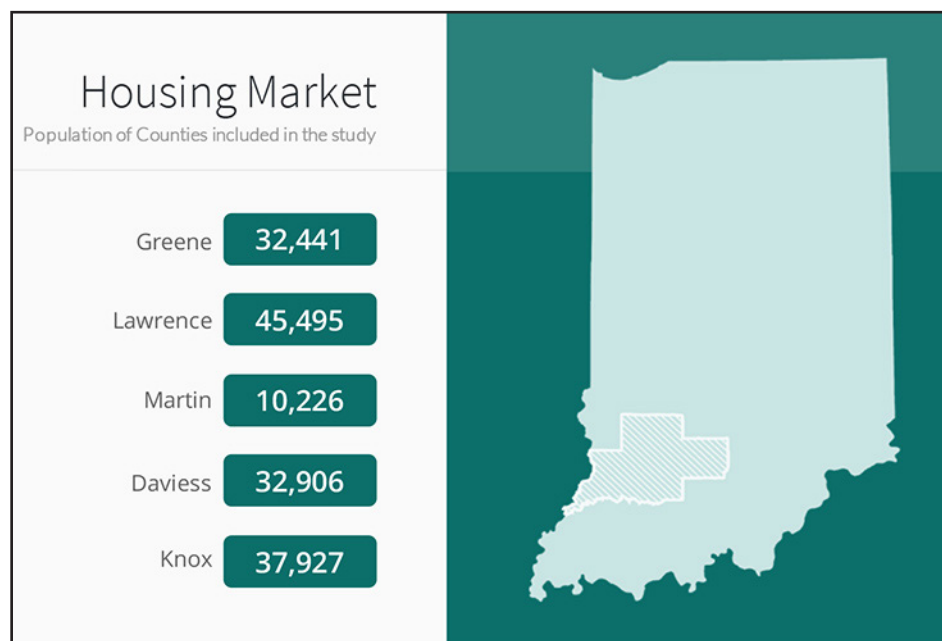 Housing Market
Population of Counties included in the study
Greene 32,441
Lawrence 45,495
Martin 10,226
Daviess 32,906
Knox 37,927